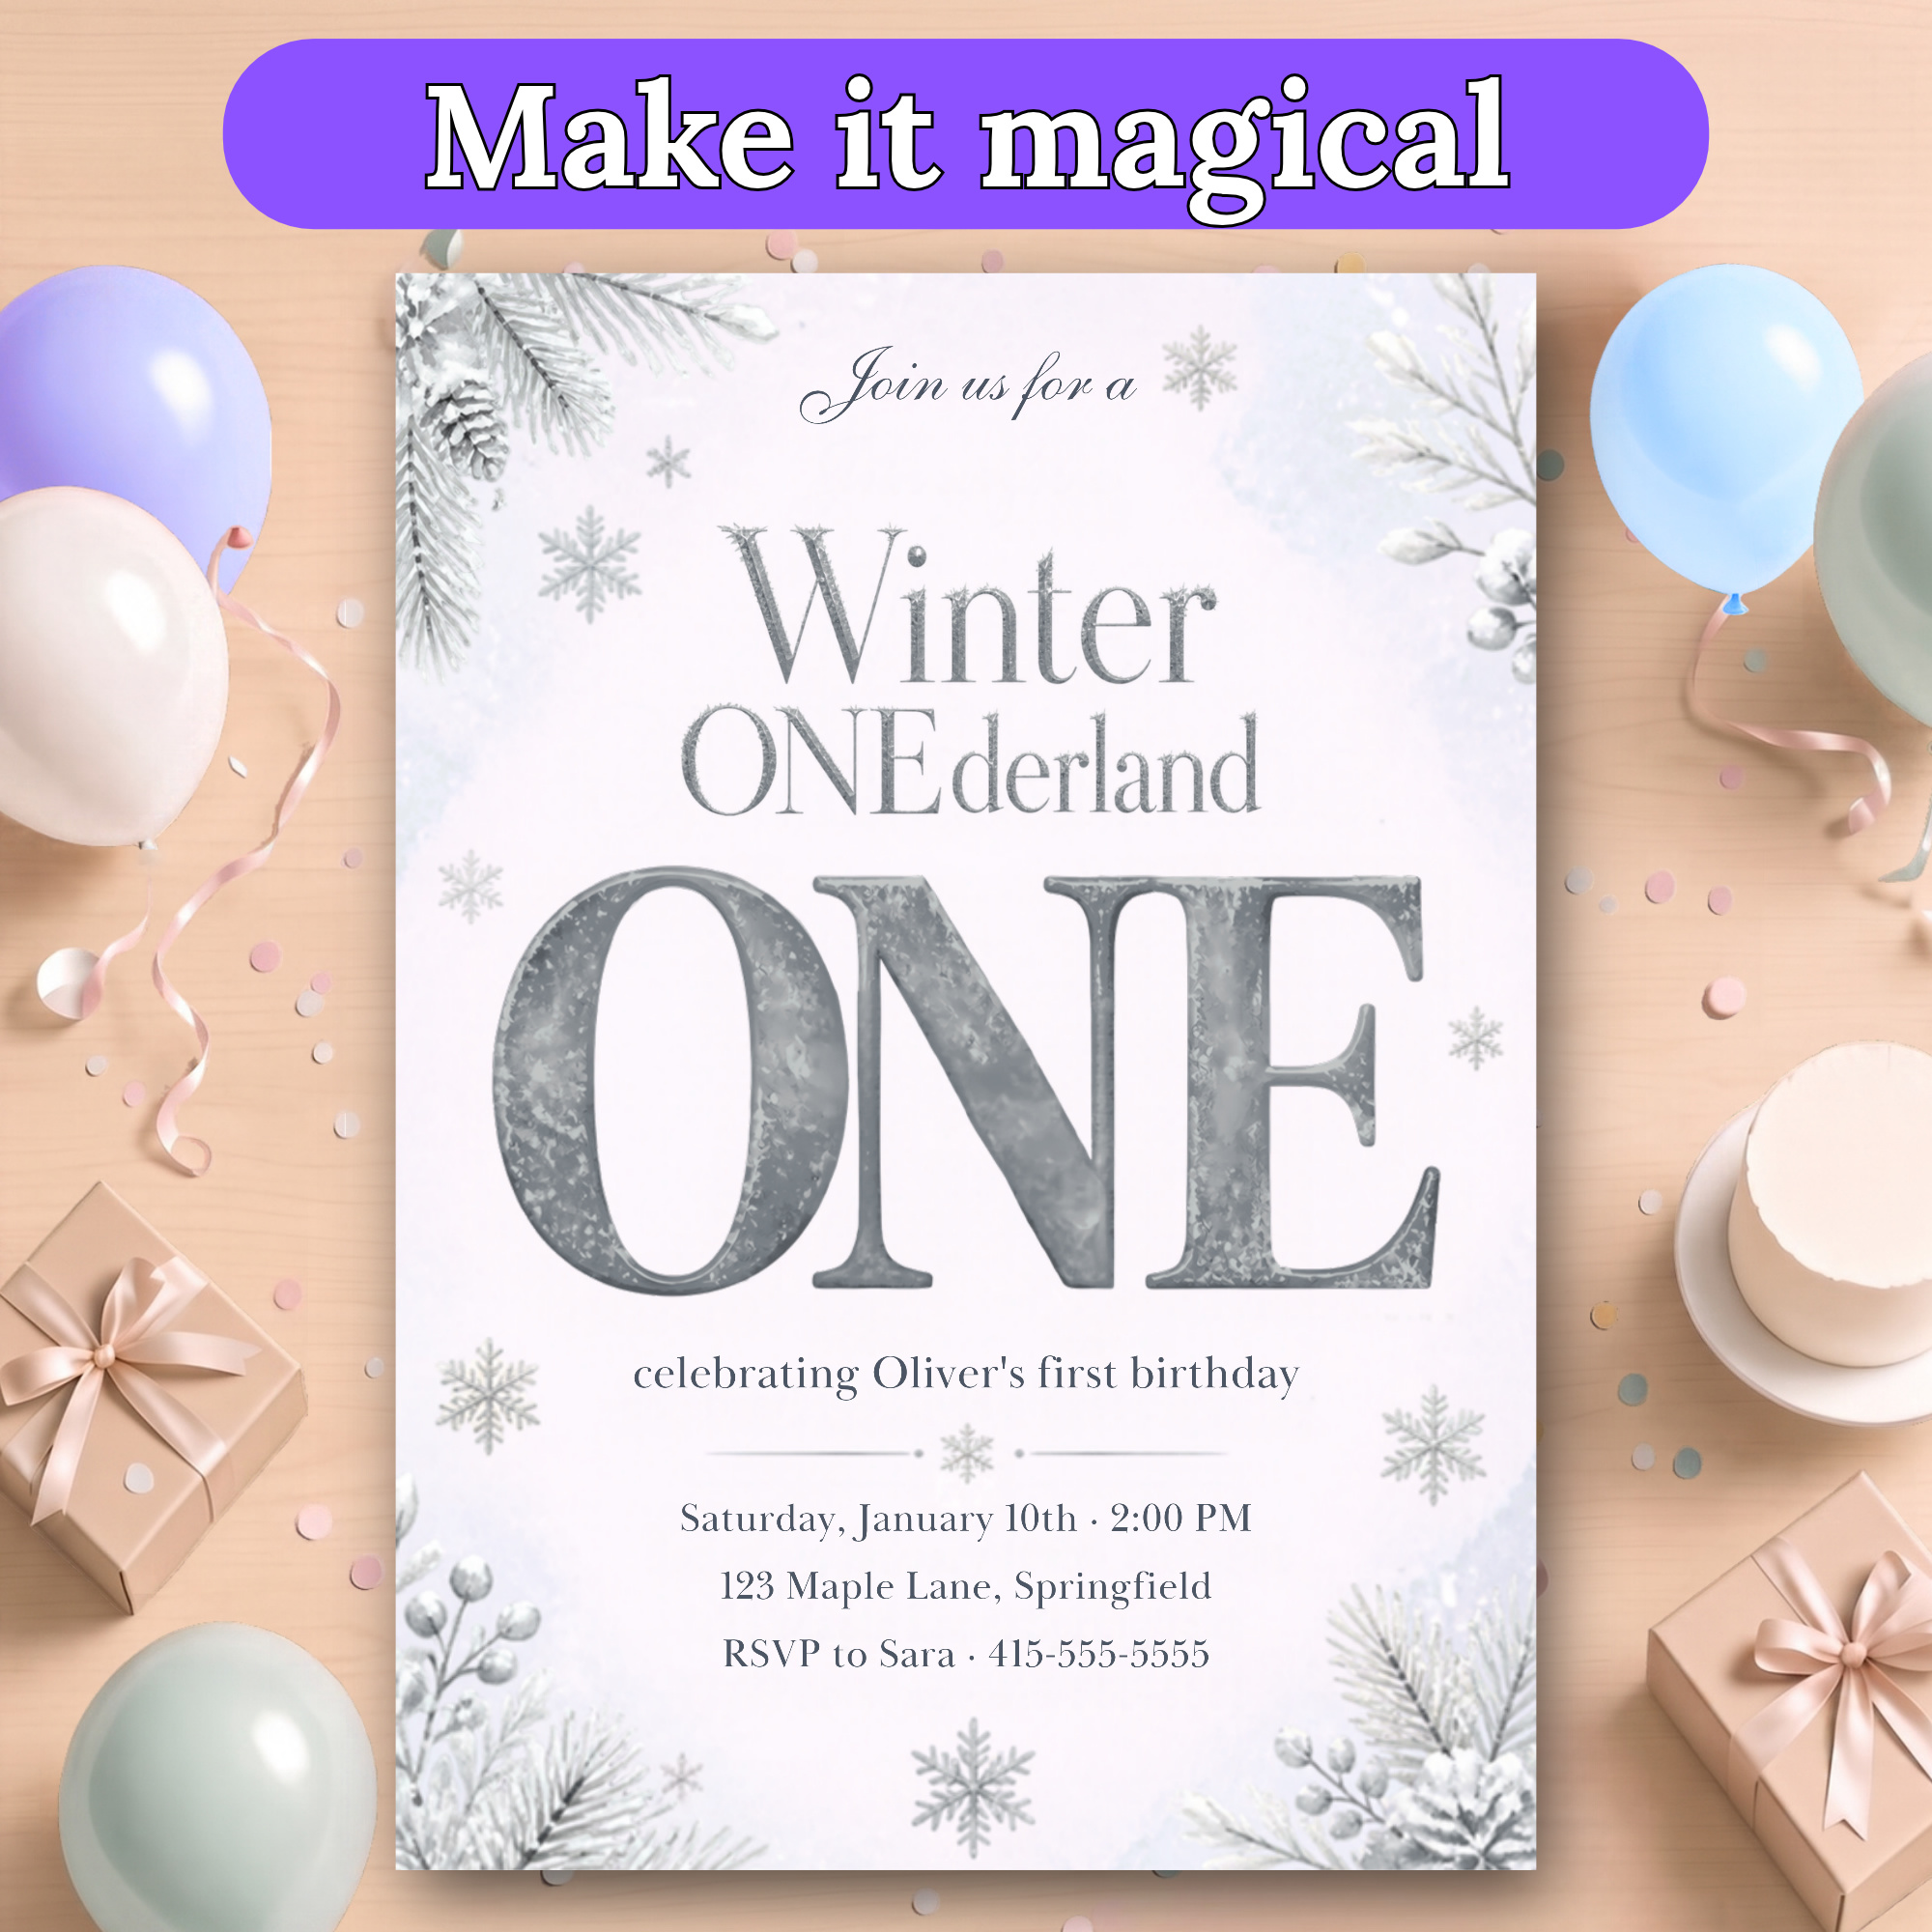 Make it magical
Join us for a
Winter
ONEderland
ONE
celebrating Oliver's first birthday
Saturday, January 10th · 2:00 PM
123 Maple Lane, Springfield
RSVP to Sara · 415-555-5555